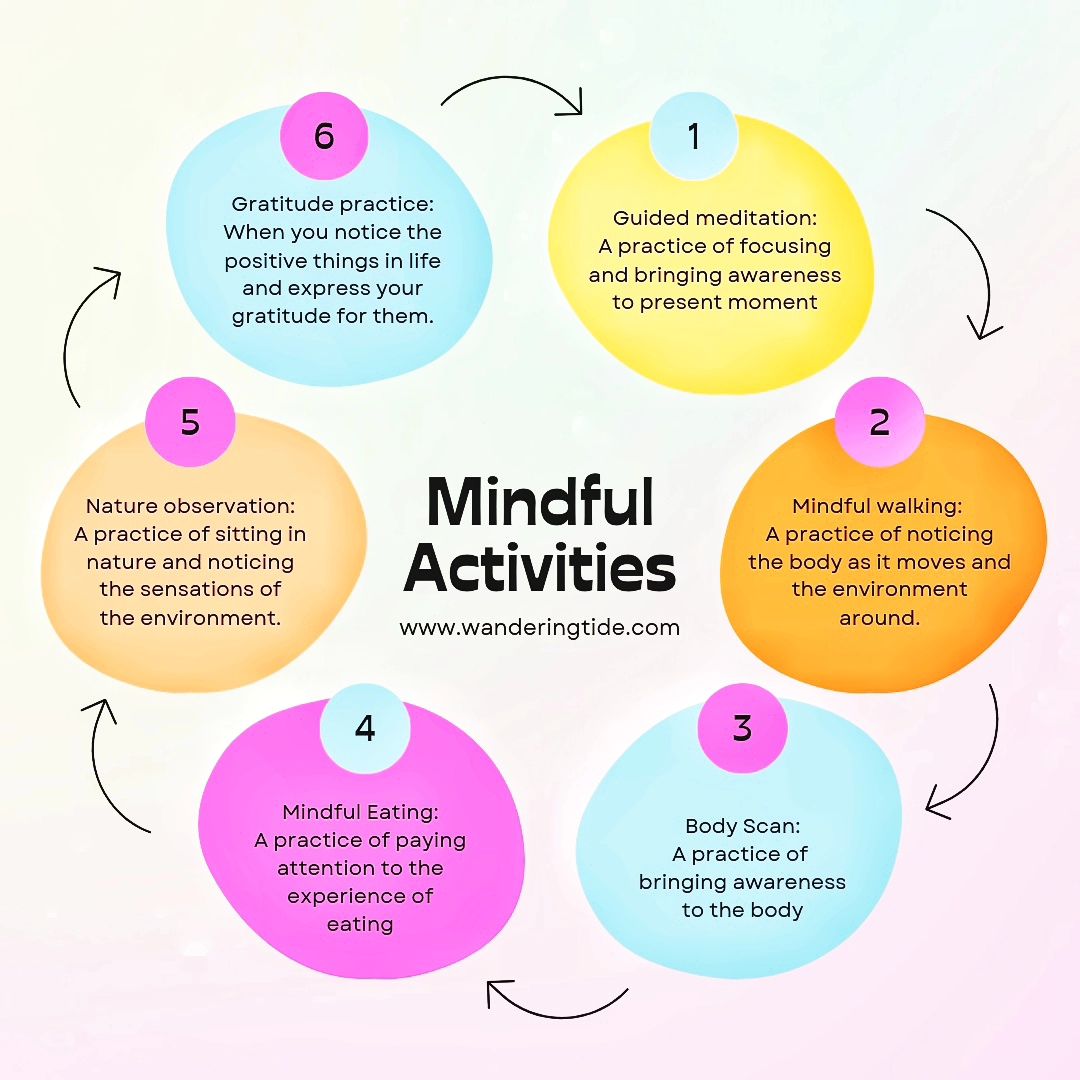 Mindful
Activities
www.wanderingtide.com
1
Guided meditation:
A practice of focusing
and bringing awareness
to present moment
2
Mindful walking:
A practice of noticing
the body as it moves and
the environment
around.
3
Body Scan:
A practice of
bringing awareness
to the body
4
Mindful Eating:
A practice of paying
attention to the
experience of
eating
5
Nature observation:
A practice of sitting in
nature and noticing
the sensations of
the environment.
6
Gratitude practice:
When you notice the
positive things in life
and express your
gratitude for them.